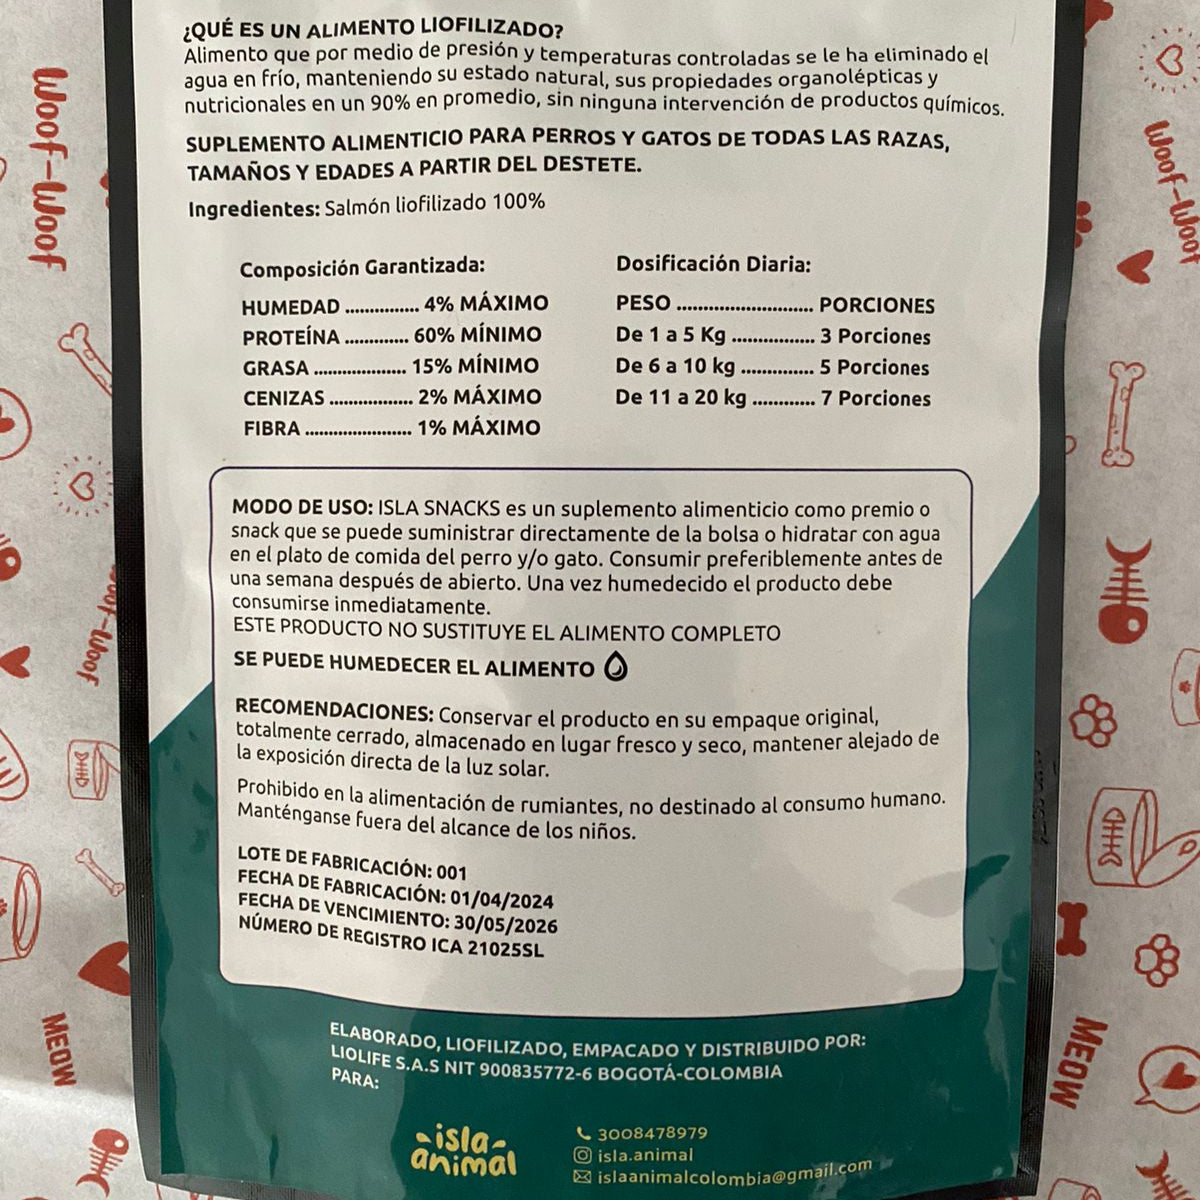 ¿QUÉ ES UN ALIMENTO LIOFILIZADO?
Alimento que por medio de presión y temperaturas controladas se le ha eliminado el
agua en frío, manteniendo su estado natural, sus propiedades organolépticas y
nutricionales en un 90% en promedio, sin ninguna intervención de productos químicos.
SUPLEMENTO ALIMENTICIO PARA PERROS Y GATOS DE TODAS LAS RAZAS,
TAMAÑOS Y EDADES A PARTIR DEL DESTETE.
Ingredientes: Salmón liofilizado 100%
Composición Garantizada:
HUMEDAD ............... 4% MÁXIMO
PROTEÍNA ............. 60% MÍNIMO
GRASA ................... 15% MÍNIMO
CENIZAS ................. 2% MÁXIMO
FIBRA ...................... 1% MÁXIMO
Dosificación Diaria:
PESO ............................ PORCIONES
De 1 a 5 Kg ................. 3 Porciones
De 6 a 10 kg ............... 5 Porciones
De 11 a 20 kg ............. 7 Porciones
MODO DE USO: ISLA SNACKS es un suplemento alimenticio como premio o
snack que se puede suministrar directamente de la bolsa o hidratar con agua
en el plato de comida del perro y/o gato. Consumir preferiblemente antes de
una semana después de abierto. Una vez humedecido el producto debe
consumirse inmediatamente.
ESTE PRODUCTO NO SUSTITUYE EL ALIMENTO COMPLETO
SE PUEDE HUMEDECER EL ALIMENTO
RECOMENDACIONES: Conservar el producto en su empaque original,
totalmente cerrado, almacenado en lugar fresco y seco, mantener alejado de
la exposición directa de la luz solar.
Prohibido en la alimentación de rumiantes, no destinado al consumo humano.
Manténganse fuera del alcance de los niños.
LOTE DE FABRICACIÓN: 001
FECHA DE FABRICACIÓN: 01/04/2024
FECHA DE VENCIMIENTO: 30/05/2026
NÚMERO DE REGISTRO ICA 21025SL
ELABORADO, LIOFILIZADO, EMPACADO Y DISTRIBUIDO POR:
LIOLIFE S.A.S NIT 900835772-6 BOGOTÁ-COLOMBIA
PARA:
isla
animal
3008478979
isla.animal
islaanimalcolombia@gmail.com
Woof-Woof
Woof-Woof
Woof-Woof
MEOW
MEOW